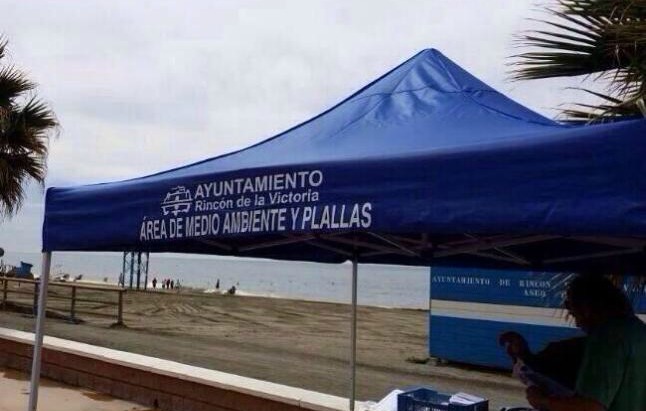 AYUNTAMIENTO
Rincón de la Victoria
ÁREA DE MEDIO AMBIENTE Y PLALLAS
AYUNTAMIENTO DE RINCON
ASEO